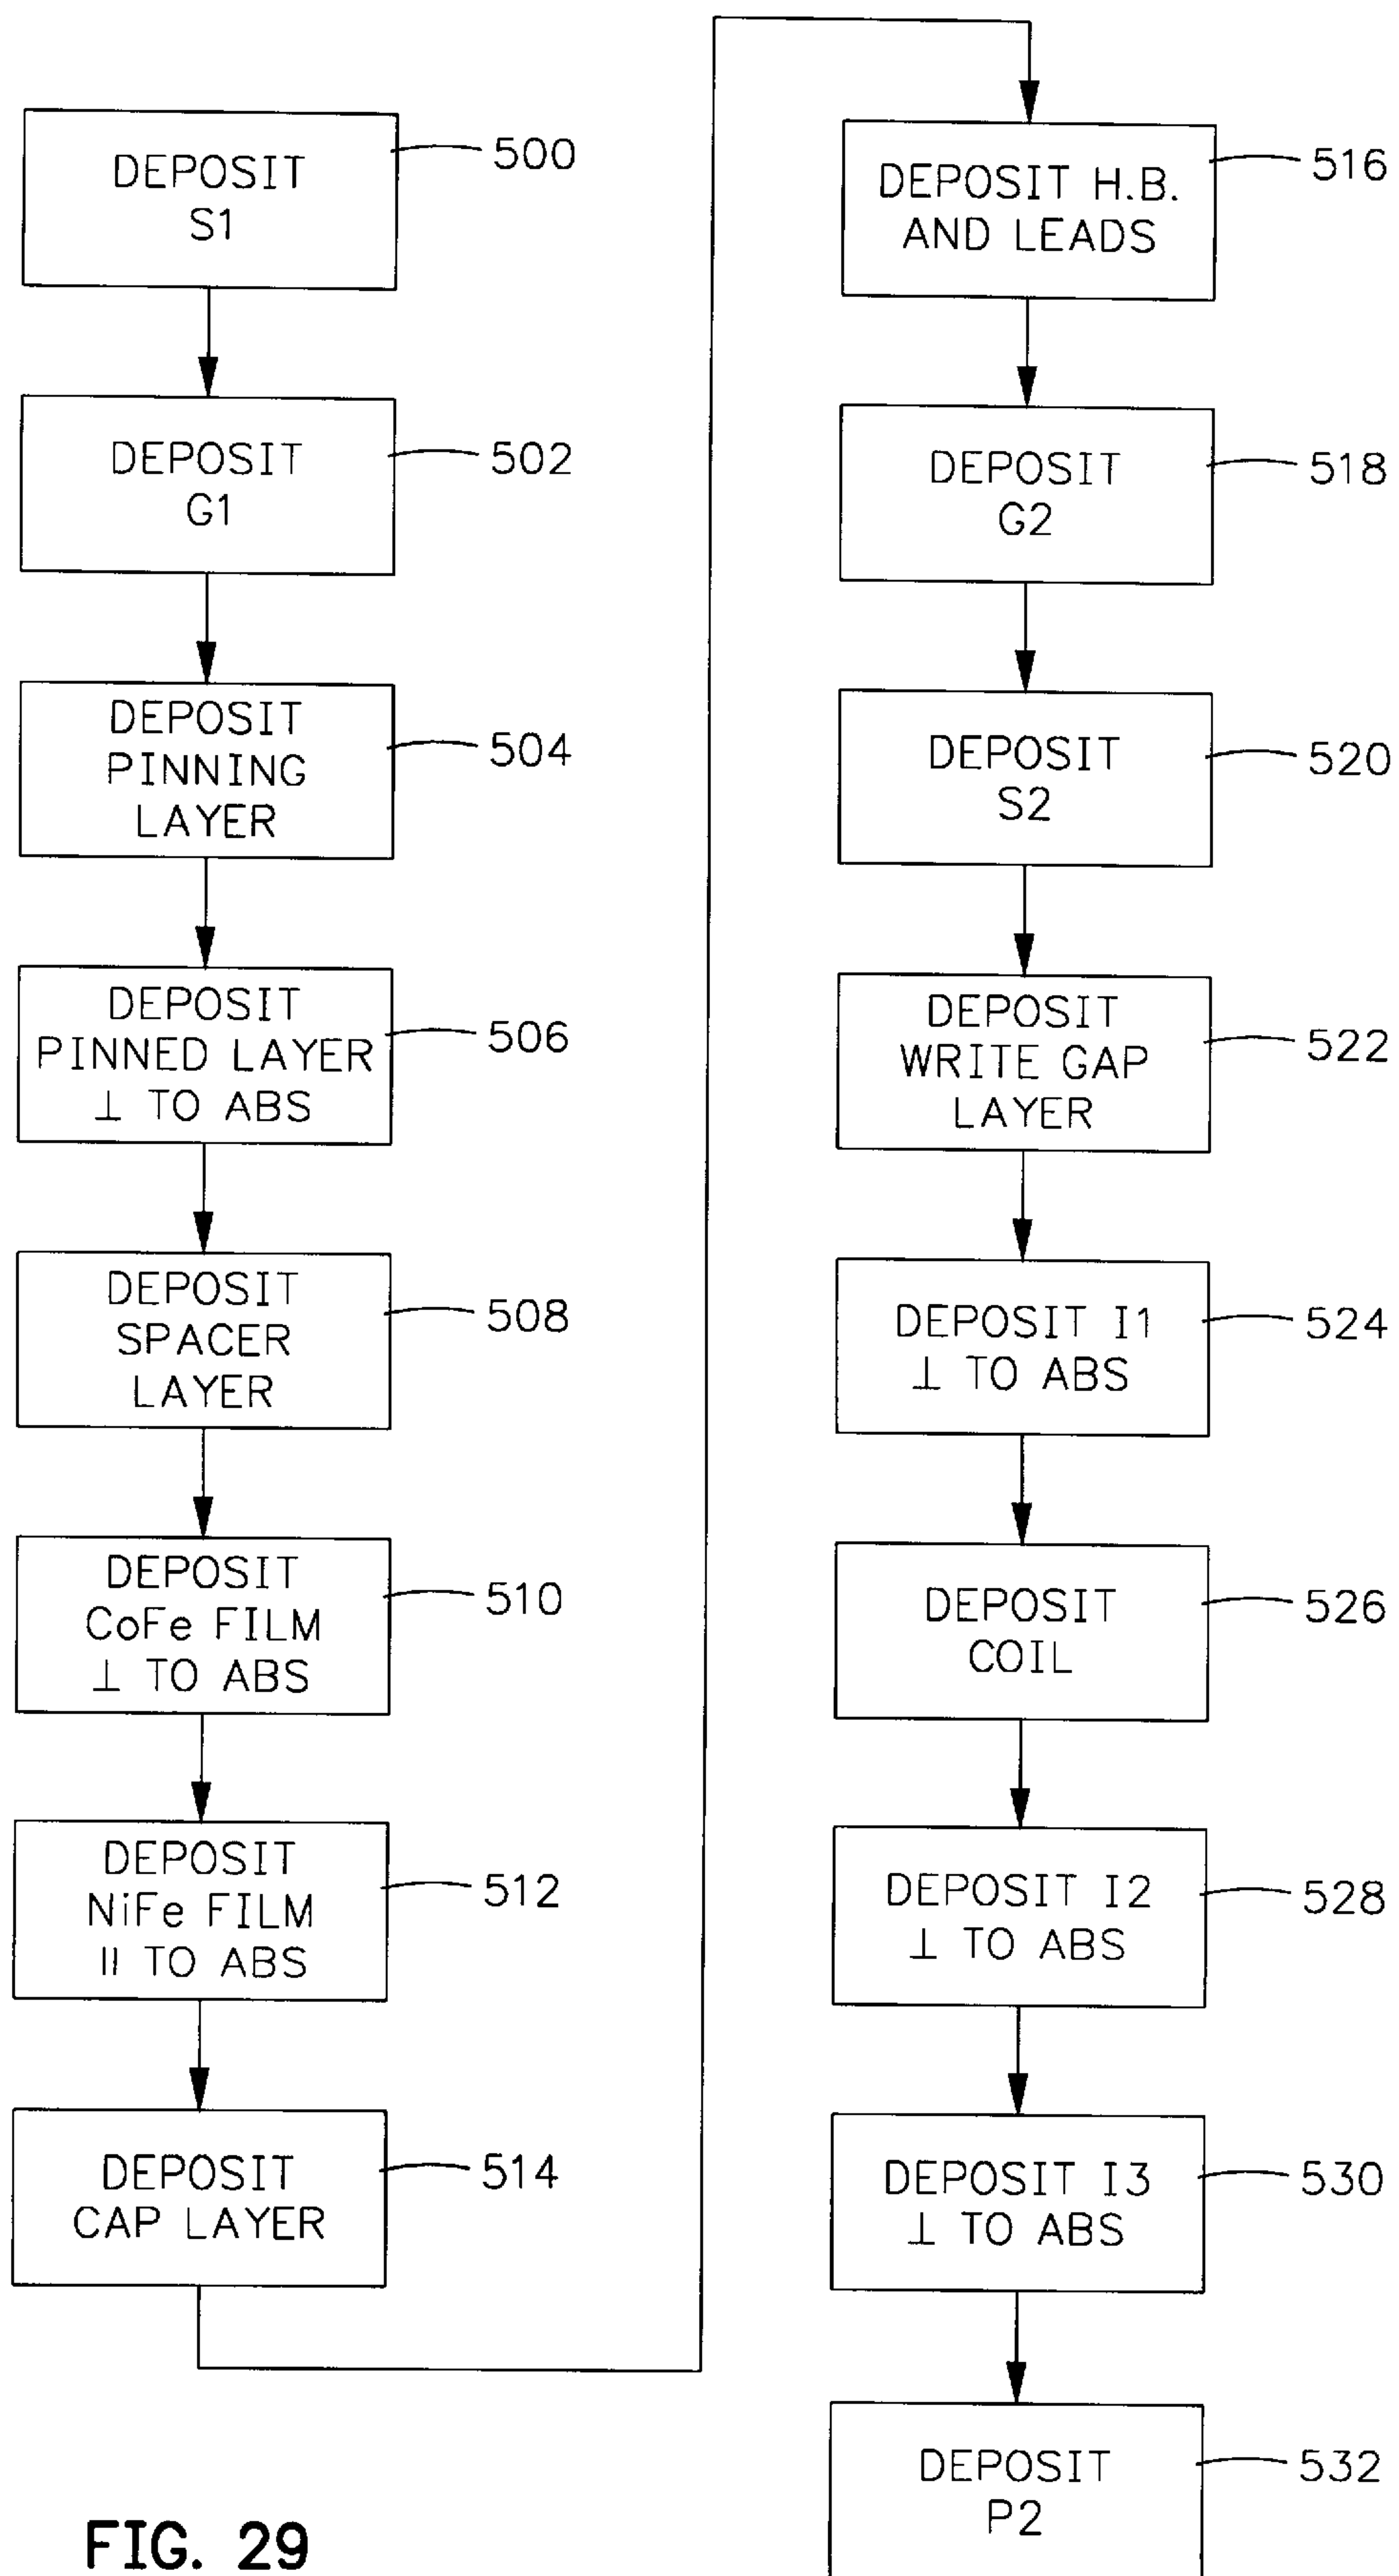 DEPOSIT
S1
500
DEPOSIT
G1
502
DEPOSIT
PINNING
LAYER
504
DEPOSIT
PINNED LAYER
⊥ TO ABS
506
DEPOSIT
SPACER
LAYER
508
DEPOSIT
CoFe FILM
⊥ TO ABS
510
DEPOSIT
NiFe FILM
|| TO ABS
512
DEPOSIT
CAP LAYER
514
DEPOSIT H.B.
AND LEADS
516
DEPOSIT
G2
518
DEPOSIT
S2
520
DEPOSIT
WRITE GAP
LAYER
522
DEPOSIT I1
⊥ TO ABS
524
DEPOSIT
COIL
526
DEPOSIT I2
⊥ TO ABS
528
DEPOSIT I3
⊥ TO ABS
530
DEPOSIT
P2
532
FIG. 29